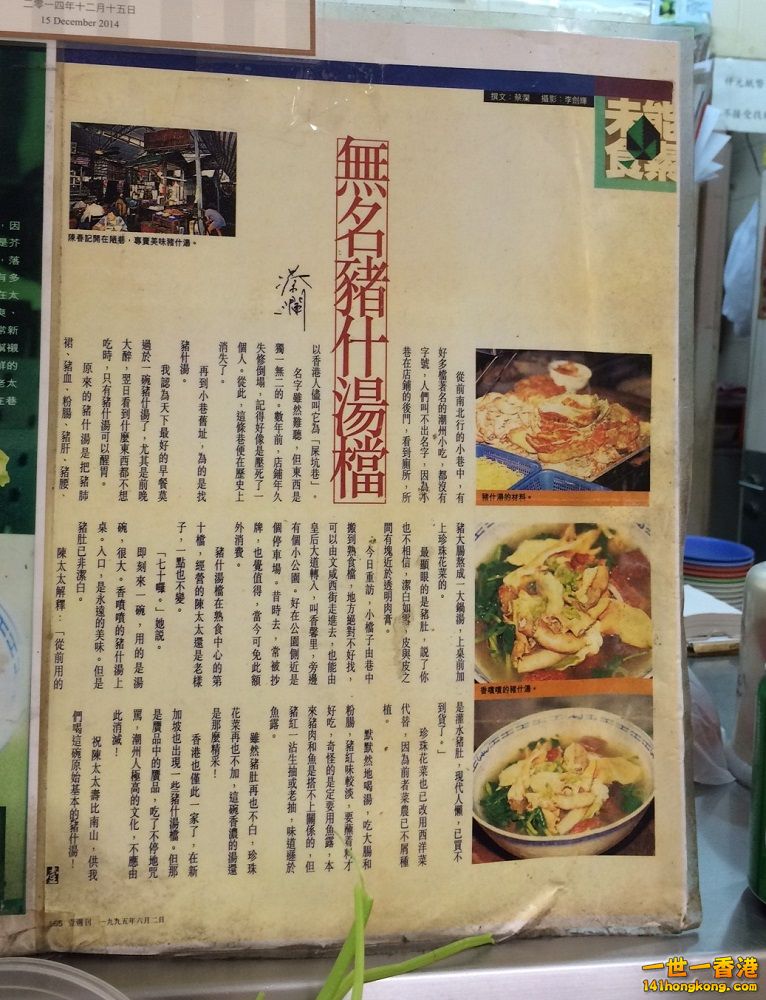 二零一四年十二月十五日
15 December 2014
撰文：蔡瀾　攝影：李劍輝
未能食素
陳春記開在陋巷，專賣美味豬什湯。
無名豬什湯檔
蔡瀾
從前南北行的小巷中，有
好多檔著名的潮州小吃，都沒有
字號，人們叫不出名字，因為小
巷在店鋪的後門，看到廁所，所
以香港人儘叫它為「屎坑巷」。
名字雖然難聽，但東西是
獨一無二的。數年前，店鋪年久
失修倒塌，記得好像是壓死了一
個人。從此，這條巷便在歷史上
消失了。
再到小巷舊址，為的是找
豬什湯。
我認為天下最好的早餐莫
過於一碗豬什湯了，尤其是前晚
大醉，翌日看到什麼東西都不想
吃時，只有豬什湯可以醒胃。
原來的豬什湯是把豬肺
裙、豬血、粉腸、豬肝、豬腰、
豬大腸熬成一大鍋湯，上桌前加
上珍珠花菜的。
最顯眼的是豬肚，說了你
也不相信。潔白如雪，皮與皮之
間有塊近於透明肉膏。
今日重訪，小檔子由巷中
搬到熟食檔，地方絕對不好找，
可以由文咸西街走進去，也能由
皇后大道轉人，叫香馨里，旁邊
有個小公園。好在公園側近是
個停車場。昔時去，常被抄
牌，也覺值得，當今可免此額
外消費。
豬什湯檔在熟食中心的第
十檔，經營的陳太太還是老樣
子，一點也不變。
「七十囉。」她說。
即刻來一碗，用的是湯
碗，很大。香噴噴的豬什湯上
桌。入口，是永遠的美味。但是
豬肚已非潔白。
陳太太解釋：「從前用的
是灌水豬肚，現代人懶，已買不
到貨了。」
珍珠花菜也已改用西洋菜
代替，因為前者菜農已不屑種
植。
默默然地喝湯，吃大腸和
粉腸，豬紅味較淡，要蘸醬料才
好吃，奇怪的是定要用魚露，本
來豬肉和魚是搭不上關係的，但
豬紅一沾生抽或老抽，味道遜於
魚露。
雖然豬肚再也不白，珍珠
花菜再也不加，這碗香濃的湯還
是那麼精采！
香港也僅此一家了，在新
加坡也出現一些豬什湯檔。但那
是贗品中的贗品，吃了不停地咒
罵，潮州人極高的文化，不應由
此消滅！
祝陳太太壽比南山，供我
們喝這碗原始基本的豬什湯！
豬什湯的材料。
香噴噴的豬什湯。
壹週刊　一九九五年六月二日
一世一香港
141hongkong.com